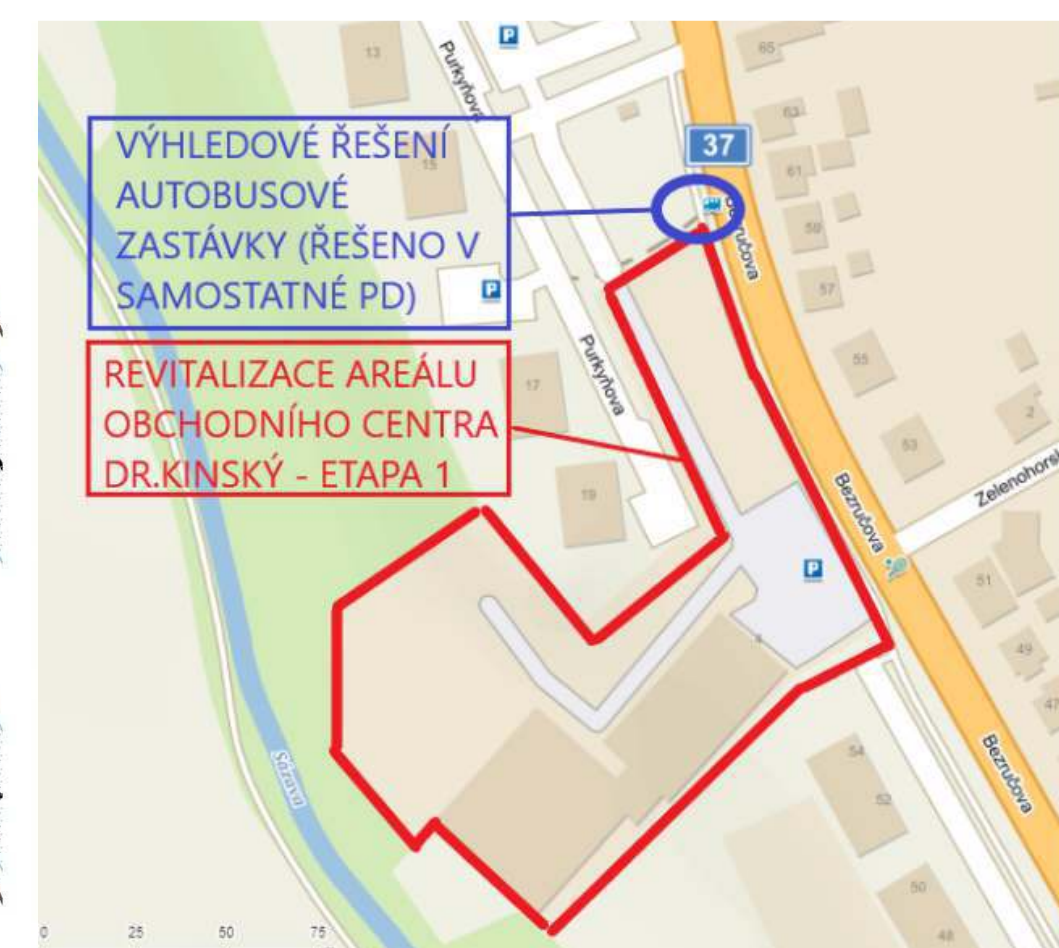 13
P
65
Purkyňova
63
37
VÝHLEDOVÉ ŘEŠENÍ
AUTOBUSOVÉ
ZASTÁVKY (ŘEŠENO V
SAMOSTATNÉ PD)
15
61
59
Bezručova
57
P
REVITALIZACE AREÁLU
OBCHODNÍHO CENTRA
DR.KINSKÝ - ETAPA 1
Purkyňova
17
55
2
53
19
Bezručova
Zelenohorsk
P
51
49
47
Sázava
54
52
Bezručova
50
48
0 25 50 75